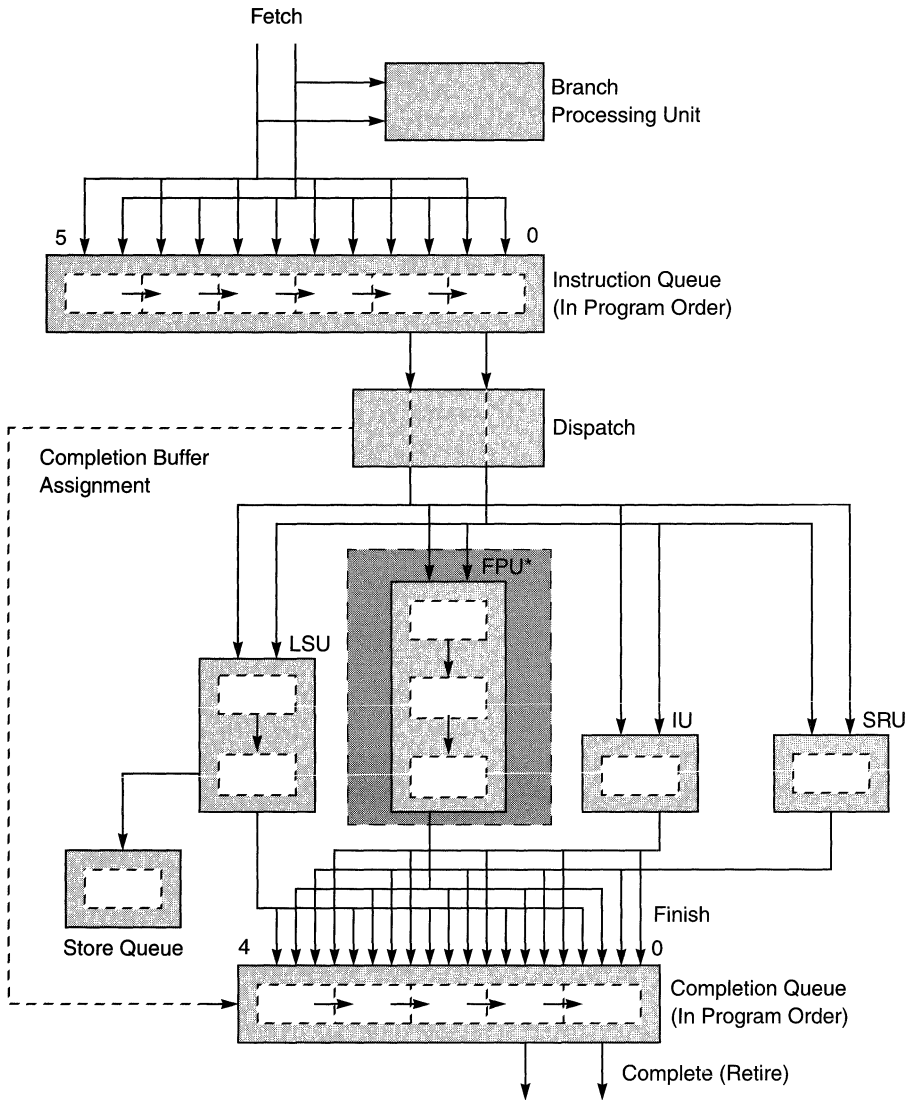 Fetch
Branch
Processing Unit
5
0
Instruction Queue
(In Program Order)
Dispatch
Completion Buffer
Assignment
FPU*
LSU
IU
SRU
Finish
Store Queue
4
0
Completion Queue
(In Program Order)
Complete (Retire)